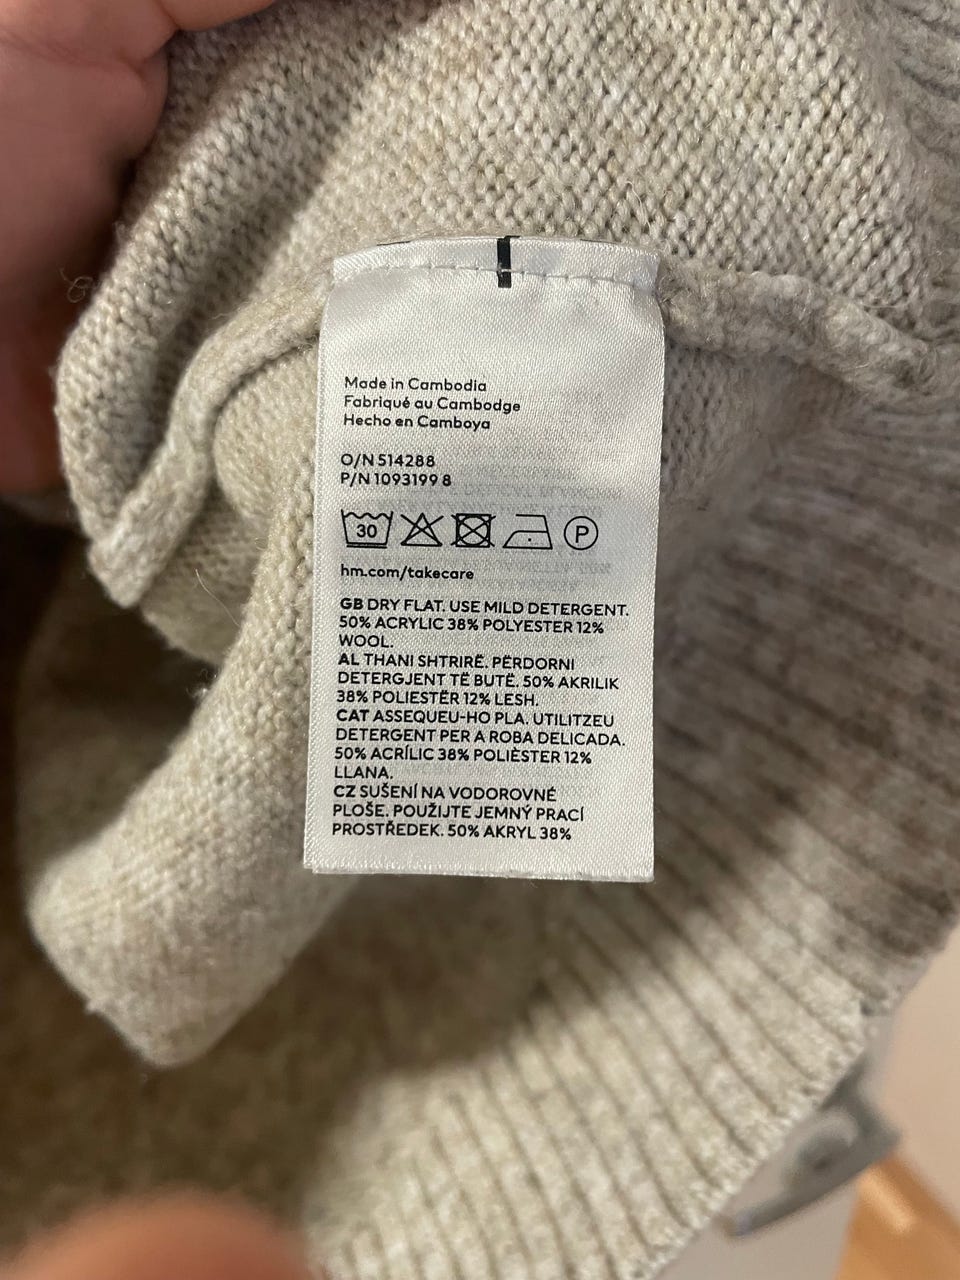 Made in Cambodia
Fabriqué au Cambodge
Hecho en Camboya
O/N 514288
P/N 1093199 8
30 P
hm.com/takecare
GB DRY FLAT. USE MILD DETERGENT.
50% ACRYLIC 38% POLYESTER 12%
WOOL.
AL THANI SHTRIRË. PËRDORNI
DETERGJENT TË BUTË. 50% AKRILIK
38% POLIESTËR 12% LESH.
CAT ASSEQUEU-HO PLA. UTILITZEU
DETERGENT PER A ROBA DELICADA.
50% ACRÍLIC 38% POLIÈSTER 12%
LLANA.
CZ SUŠENÍ NA VODOROVNÉ
PLOŠE. POUŽIJTE JEMNÝ PRACÍ
PROSTŘEDEK. 50% AKRYL 38%